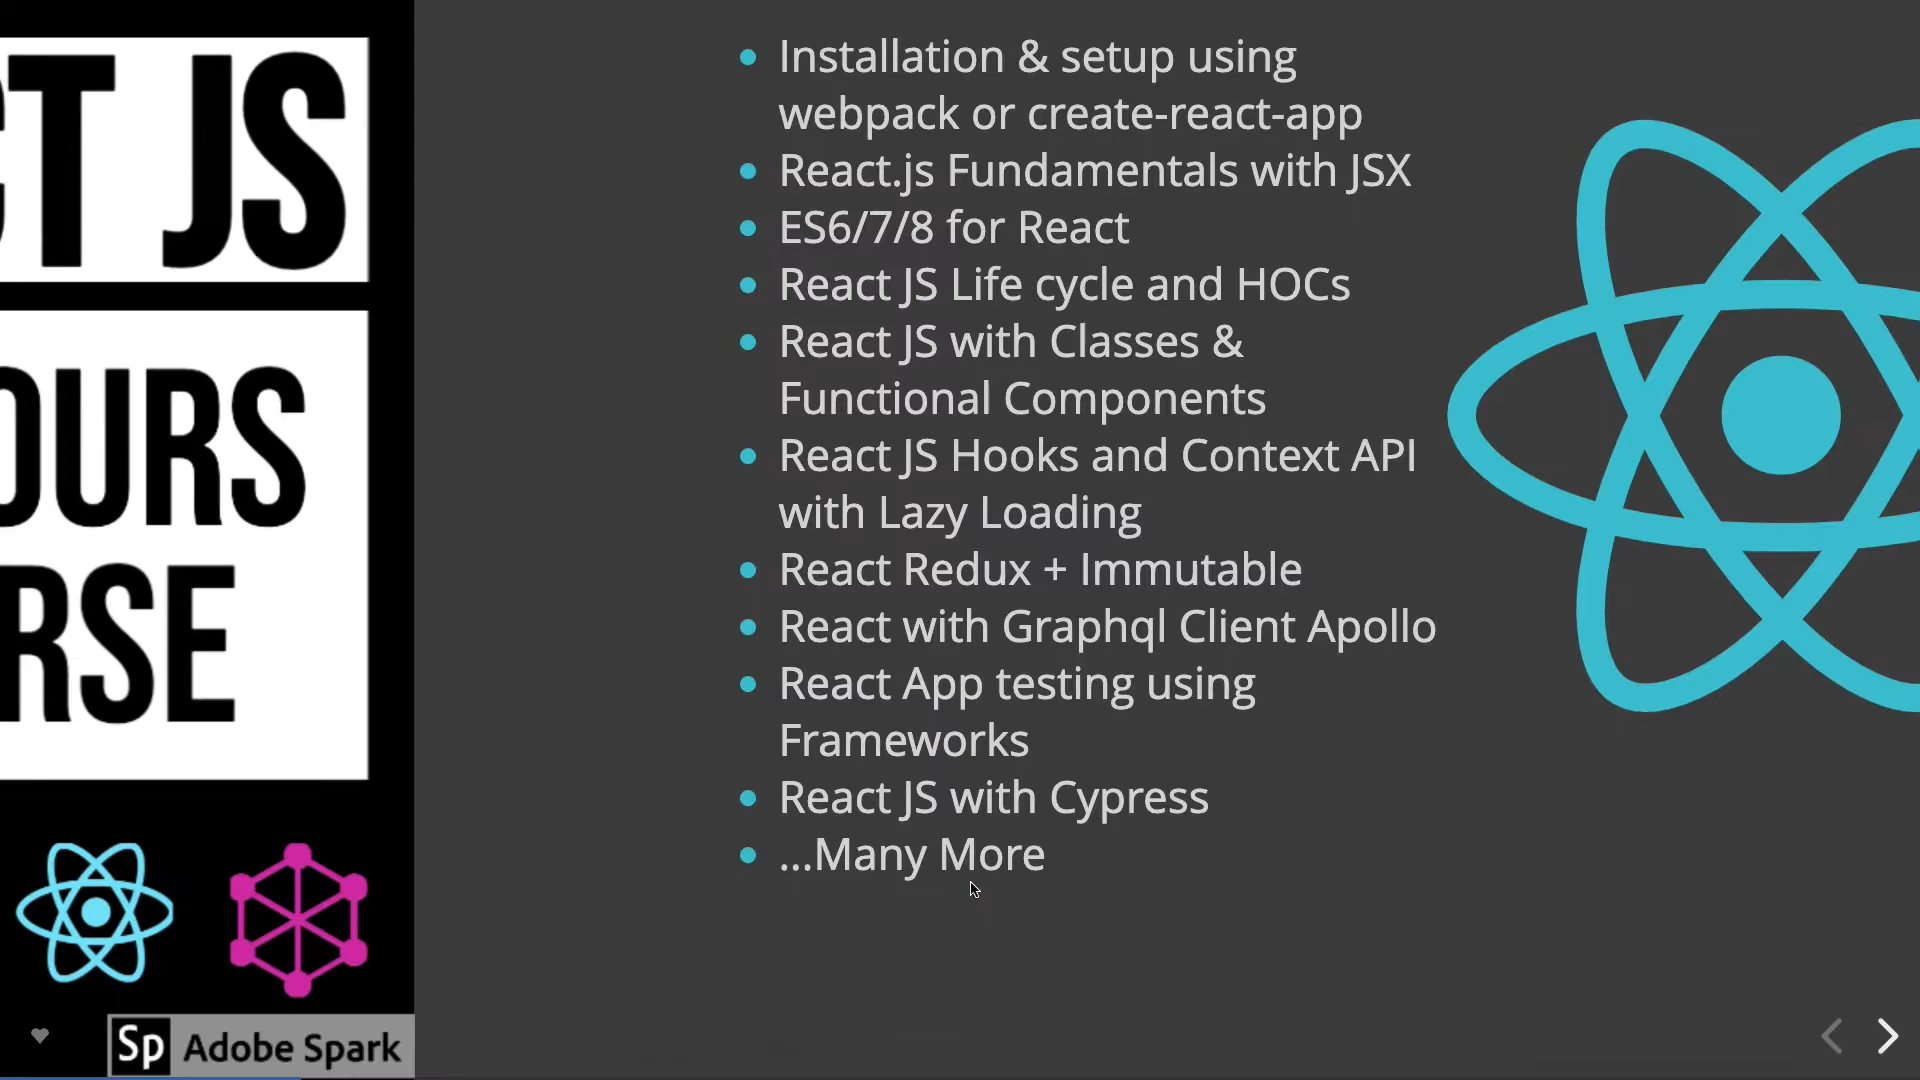 CT JS
OURS
RSE
Sp Adobe Spark
Installation & setup using
webpack or create-react-app
React.js Fundamentals with JSX
ES6/7/8 for React
React JS Life cycle and HOCs
React JS with Classes &
Functional Components
React JS Hooks and Context API
with Lazy Loading
React Redux + Immutable
React with Graphql Client Apollo
React App testing using
Frameworks
React JS with Cypress
...Many More